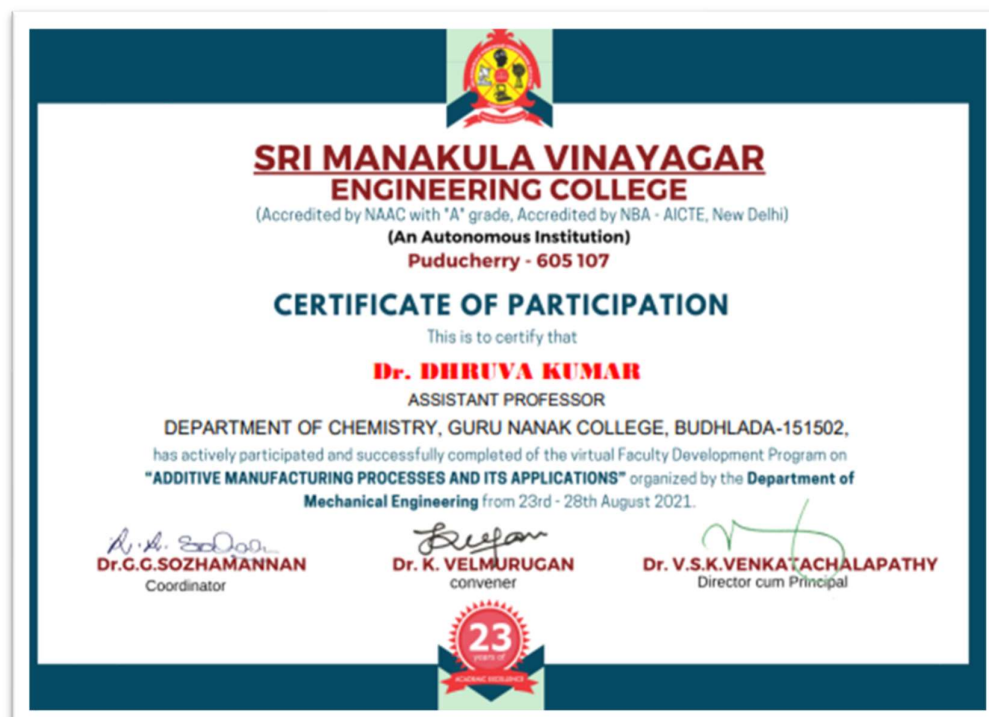 SRI MANAKULA VINAYAGAR
ENGINEERING COLLEGE
(Accredited by NAAC with "A" grade, Accredited by NBA - AICTE, New Delhi)
(An Autonomous Institution)
Puducherry - 605 107
CERTIFICATE OF PARTICIPATION
This is to certify that
Dr. DHRUVA KUMAR
ASSISTANT PROFESSOR
DEPARTMENT OF CHEMISTRY, GURU NANAK COLLEGE, BUDHLADA-151502,
has actively participated and successfully completed of the virtual Faculty Development Program on
"ADDITIVE MANUFACTURING PROCESSES AND ITS APPLICATIONS" organized by the Department of
Mechanical Engineering from 23rd - 28th August 2021.
Dr.G.G.SOZHAMANNAN Dr. K. VELMURUGAN Dr. V.S.K.VENKATACHALAPATHY
Coordinator convener Director cum Principal
23
years of
ACADEMIC EXCELLENCE